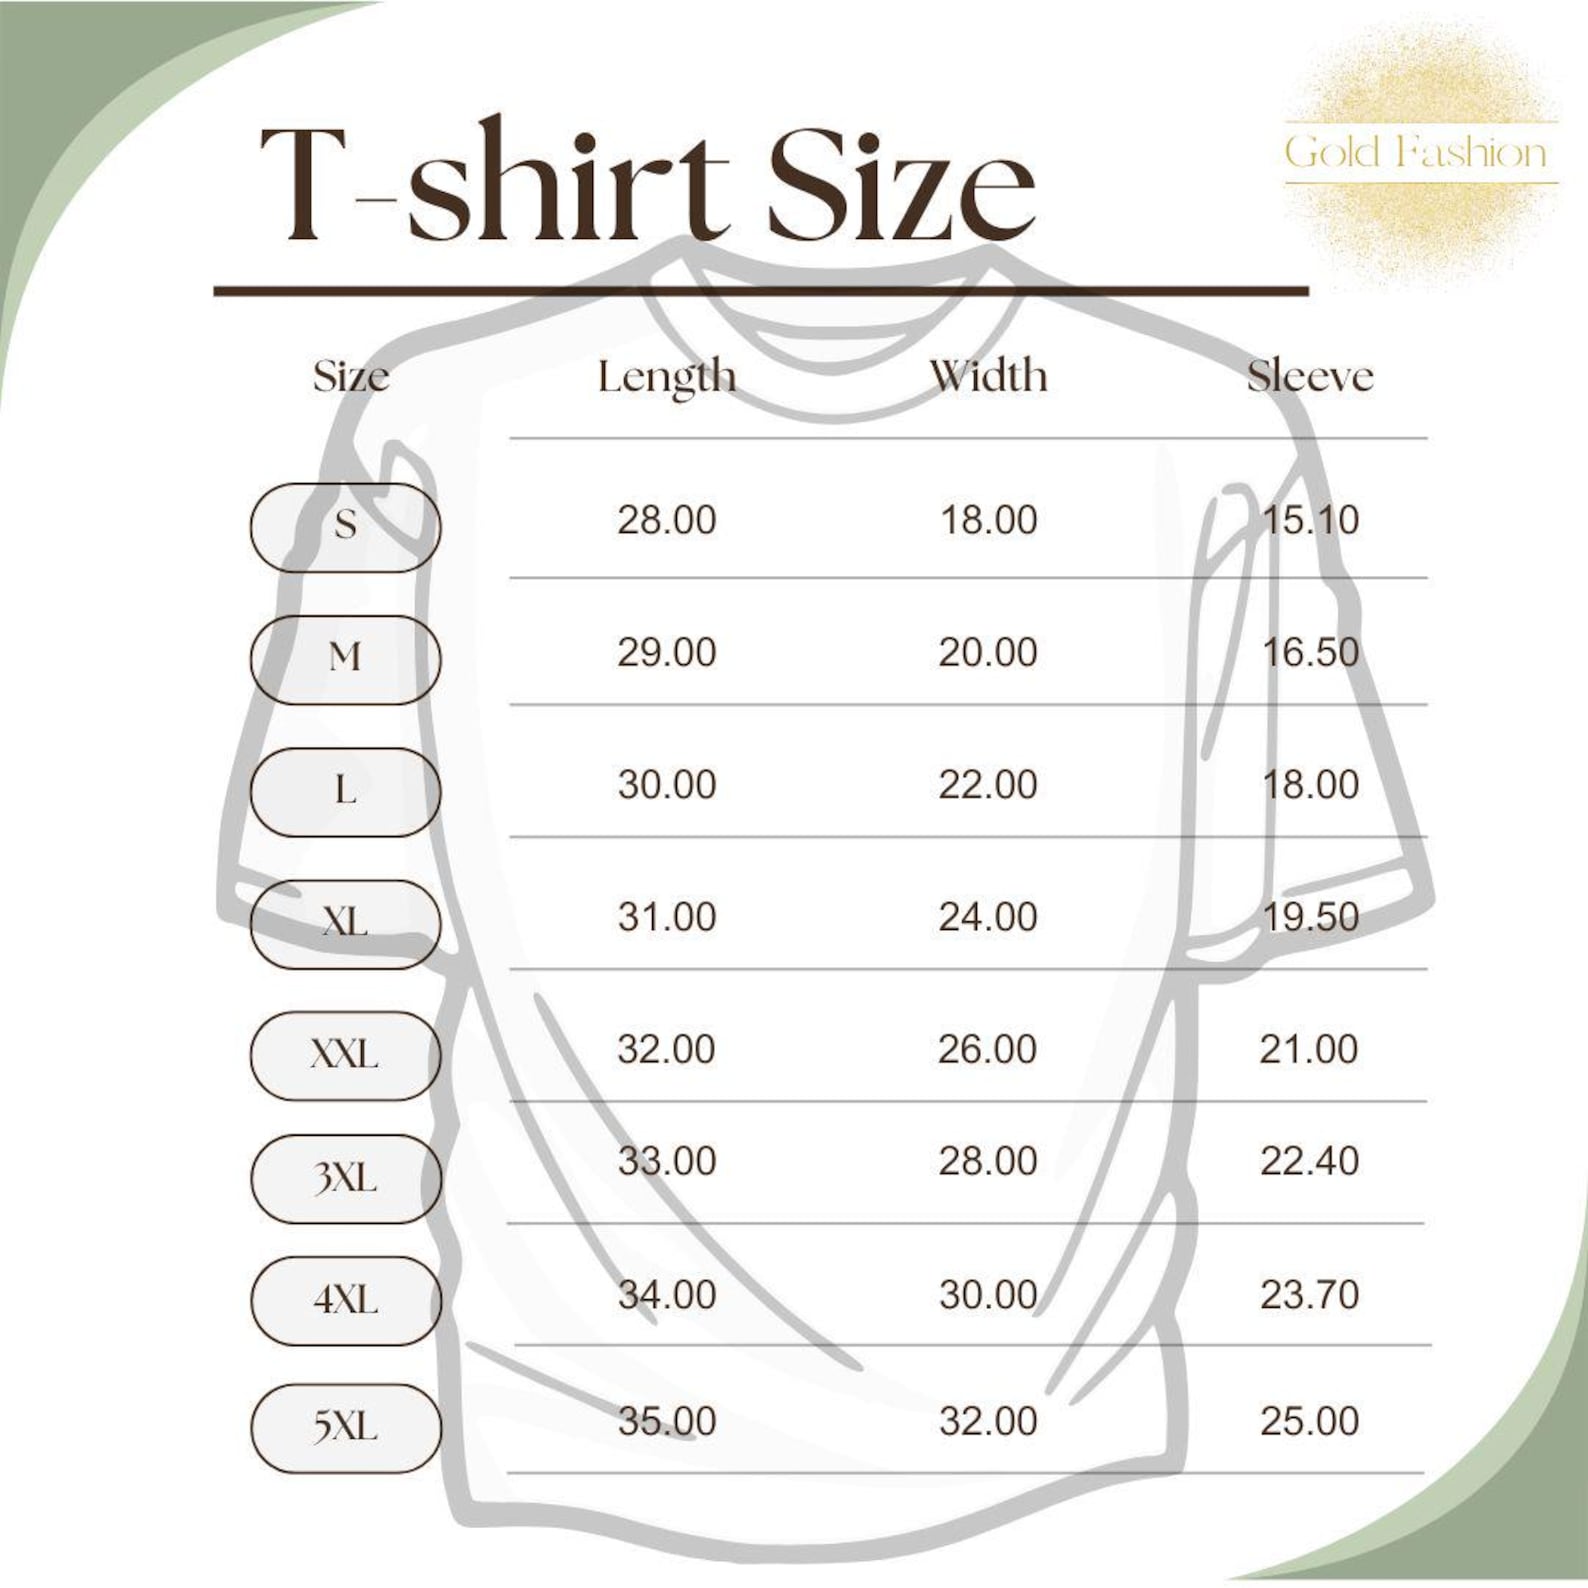 T-shirt Size
Gold Fashion
Size Length Width Sleeve
S 28.00 18.00 15.10
M 29.00 20.00 16.50
L 30.00 22.00 18.00
XL 31.00 24.00 19.50
XXL 32.00 26.00 21.00
3XL 33.00 28.00 22.40
4XL 34.00 30.00 23.70
5XL 35.00 32.00 25.00